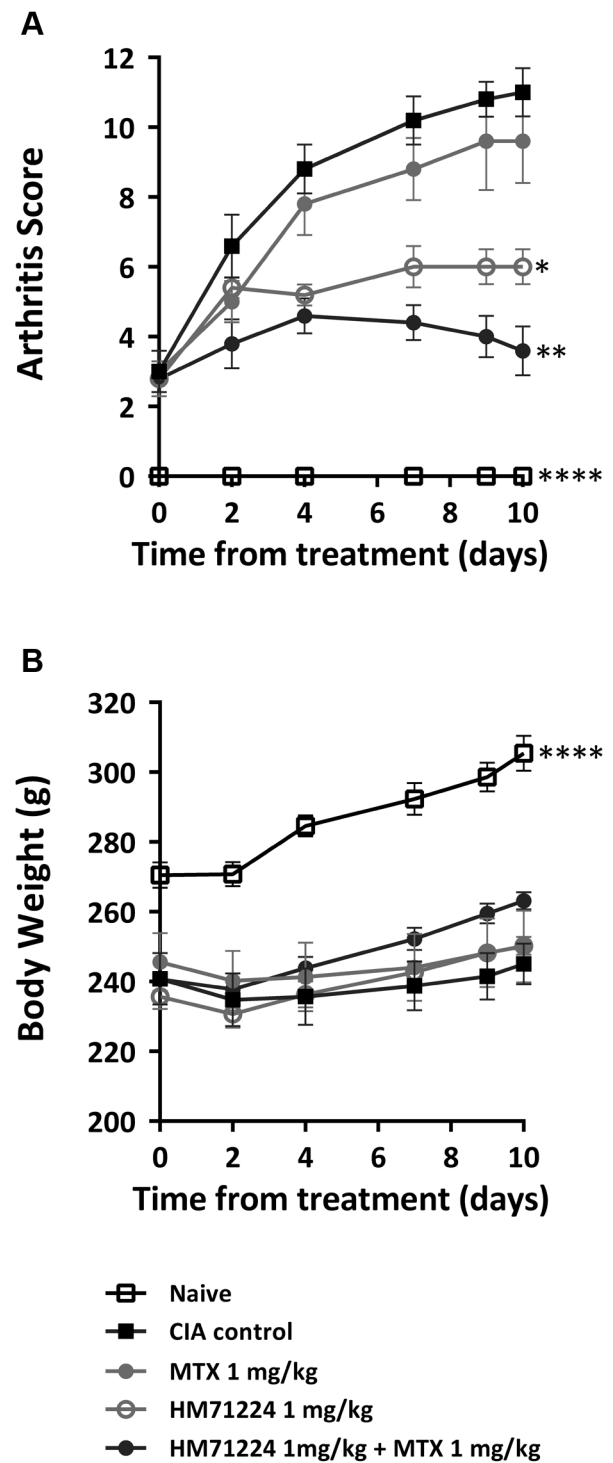 A
12
10
8
6
4
2
0
Arthritis Score
*
**
****
0 2 4 6 8 10
Time from treatment (days)
B
320
300
280
260
240
220
200
Body Weight (g)
****
0 2 4 6 8 10
Time from treatment (days)
Naive
CIA control
MTX 1 mg/kg
HM71224 1 mg/kg
HM71224 1mg/kg + MTX 1 mg/kg